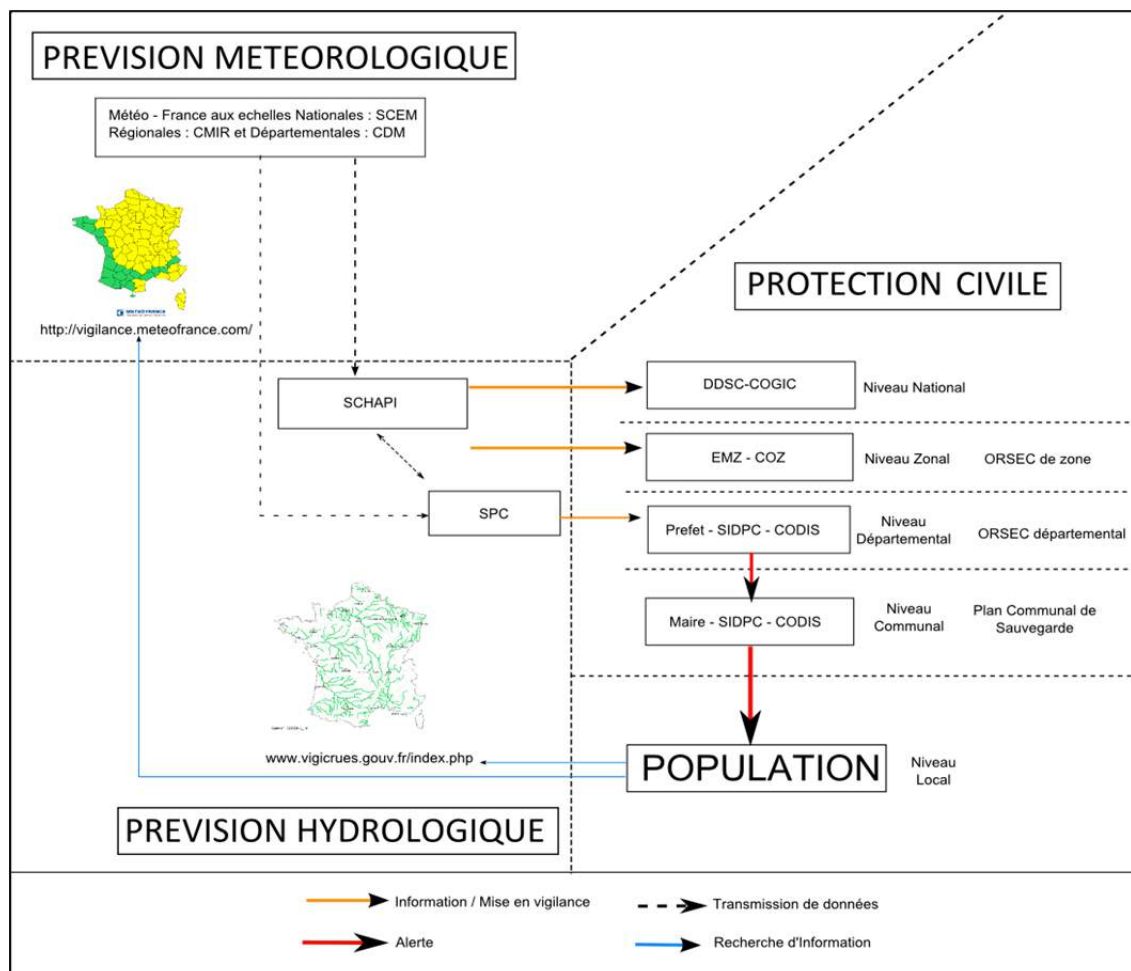 PREVISION METEOROLOGIQUE
Météo - France aux echelles Nationales : SCEM
Régionales : CMIR et Départementales : CDM
METEO FRANCE
http://vigilance.meteofrance.com/
PROTECTION CIVILE
SCHAPI
DDSC-COGIC
Niveau National
EMZ - COZ
Niveau Zonal
ORSEC de zone
SPC
Prefet - SIDPC - CODIS
Niveau
Départemental
ORSEC départemental
Maire - SIDPC - CODIS
Niveau
Communal
Plan Communal de
Sauvegarde
www.vigicrues.gouv.fr/index.php
POPULATION
Niveau
Local
PREVISION HYDROLOGIQUE
Information / Mise en vigilance
Transmission de données
Alerte
Recherche d'Information